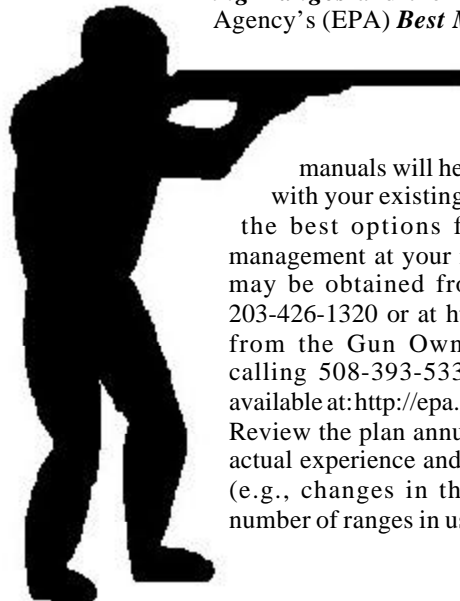 Agency's (EPA) Best M
manuals will he
with your existing
the best options f
management at your
may be obtained fro
203-426-1320 or at h
from the Gun Own
calling 508-393-533
available at:http://epa.
Review the plan annu
actual experience and
(e.g., changes in th
number of ranges in us